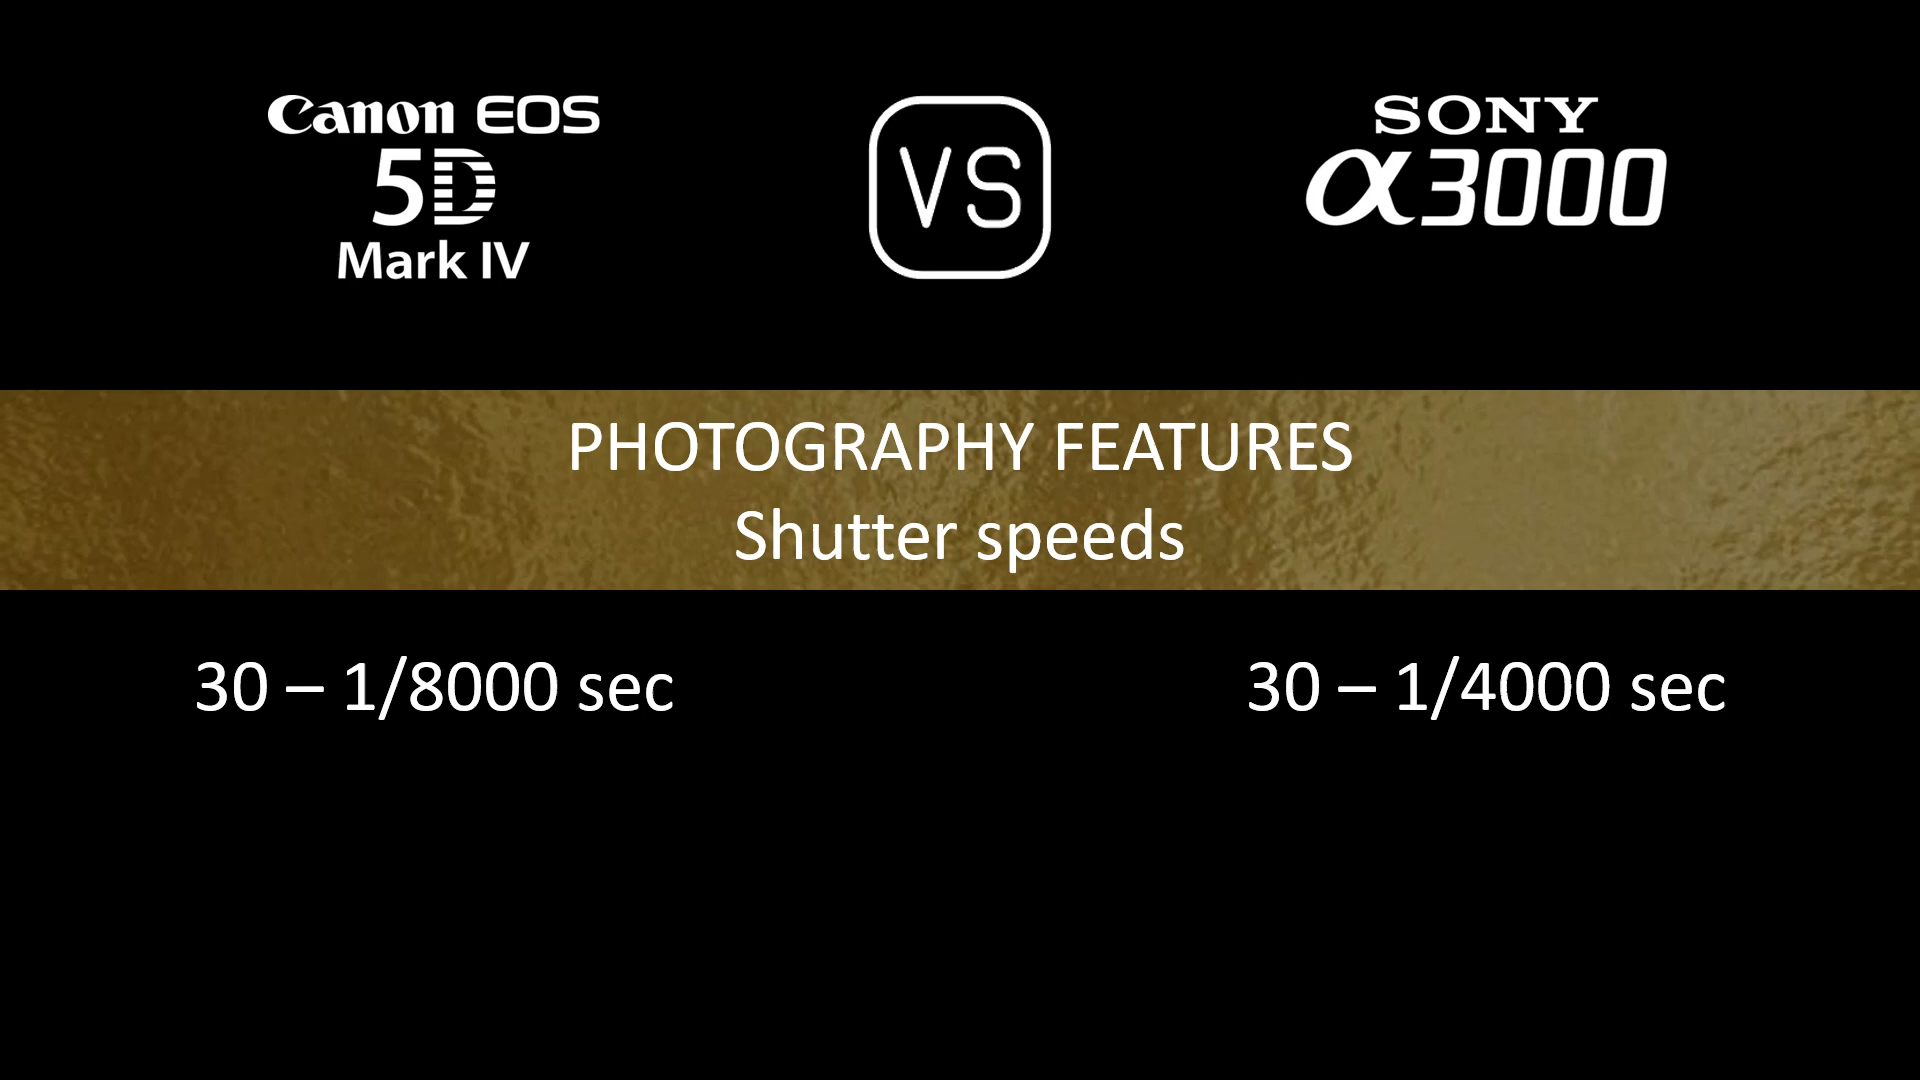 Canon EOS
5D
Mark IV
VS
SONY
α3000
PHOTOGRAPHY FEATURES
Shutter speeds
30 – 1/8000 sec
30 – 1/4000 sec